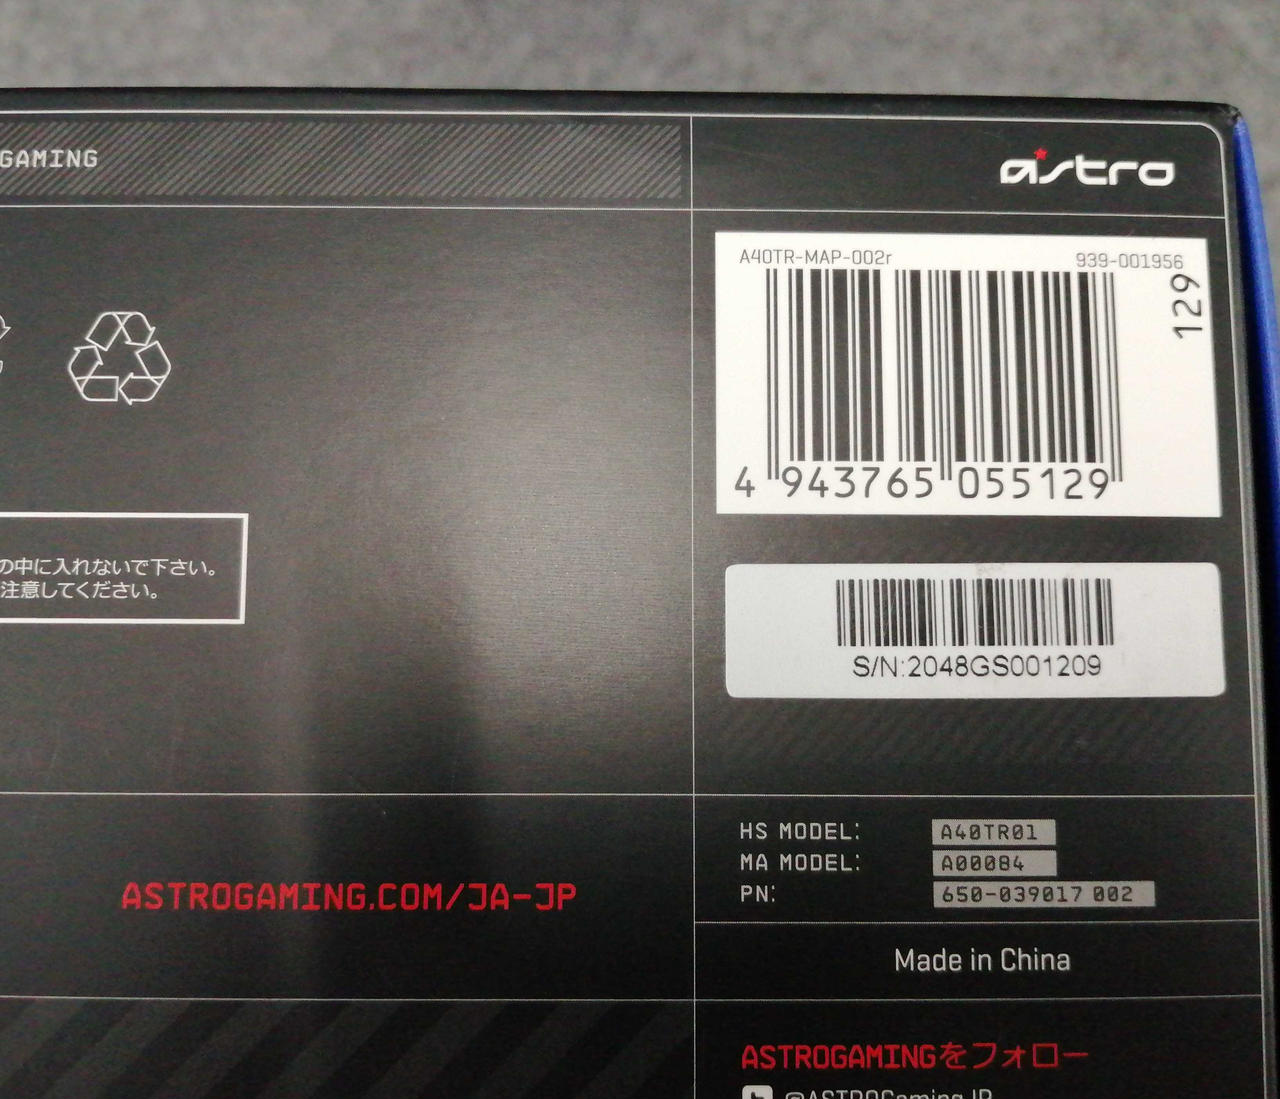 GAMING
astro
A40TR-MAP-002r
939-001956
129
4 943765 055129
の中に入れないで下さい。
注意してください。
S/N:2048GS001209
HS MODEL: A40TR01
MA MODEL: A00084
PN: 650-039017 002
ASTROGAMING.COM/JA-JP
Made in China
ASTROGAMINGをフォロー
@ASTROGamingJP